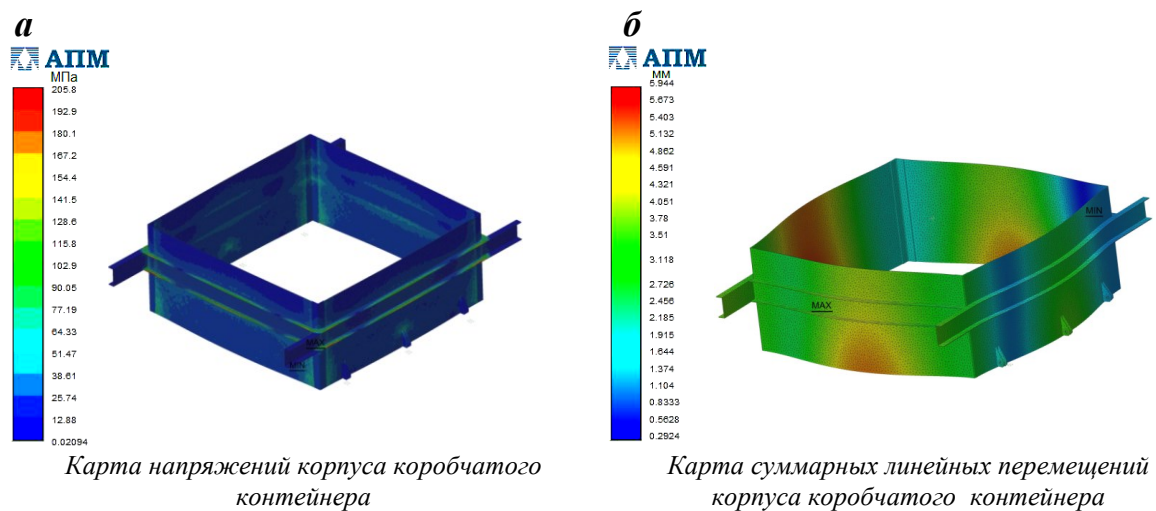 а
АПМ
МПа
205.8
192.9
180.1
167.2
154.4
141.5
128.6
115.8
102.9
90.05
77.19
64.33
51.47
38.61
25.74
12.88
0.02094
MAX
MIN
Карта напряжений корпуса коробчатого
контейнера
б
АПМ
мм
5.944
5.673
5.403
5.132
4.862
4.591
4.321
4.051
3.78
3.51
3.118
2.726
2.456
2.185
1.915
1.644
1.374
1.104
0.8333
0.5628
0.2924
MIN
MAX
Карта суммарных линейных перемещений
корпуса коробчатого контейнера